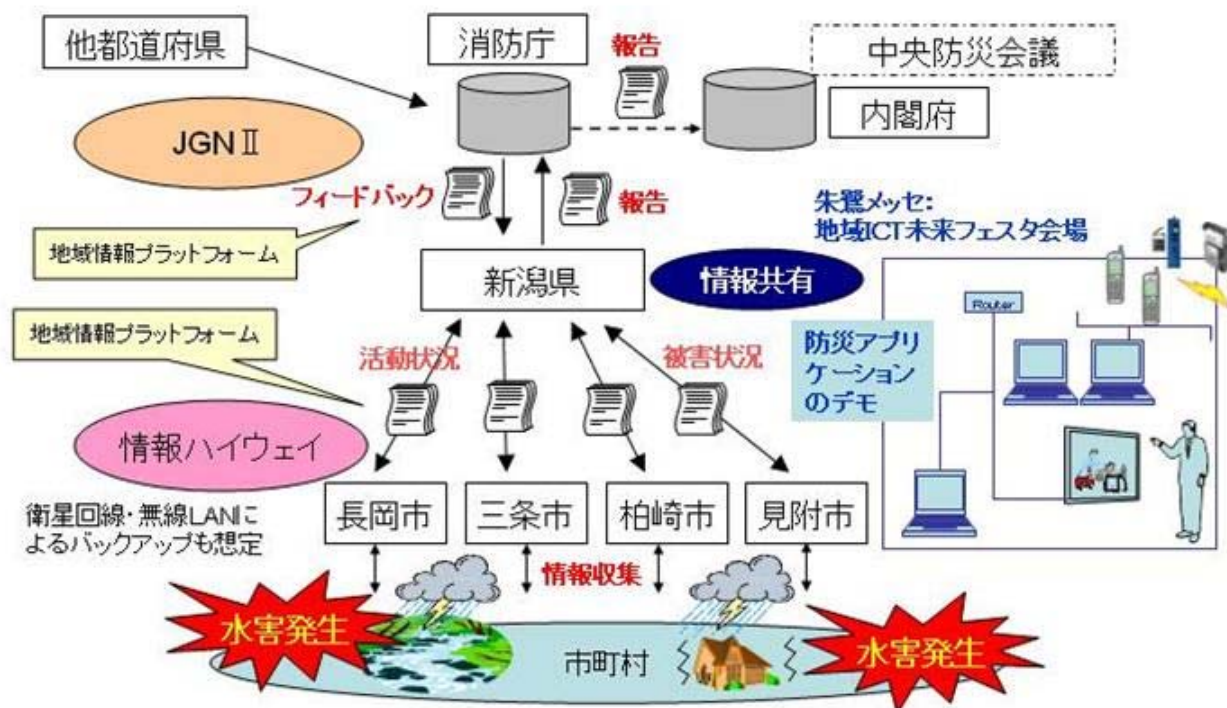 他都道府県
消防庁
報告
中央防災会議
内閣府
JGNⅡ
フィードバック
報告
朱鷺メッセ:
地域ICT未来フェスタ会場
地域情報プラットフォーム
新潟県
情報共有
Router
地域情報プラットフォーム
活動状況
被害状況
防災アプリ
ケーション
のデモ
情報ハイウェイ
衛星回線・無線LANに
よるバックアップも想定
長岡市
三条市
柏崎市
見附市
情報収集
水害発生
市町村
水害発生